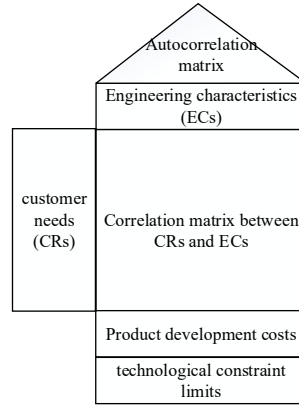 Autocorrelation
matrix
Engineering characteristics
(ECs)
customer
needs
(CRs)
Correlation matrix between
CRs and ECs
Product development costs
technological constraint
limits